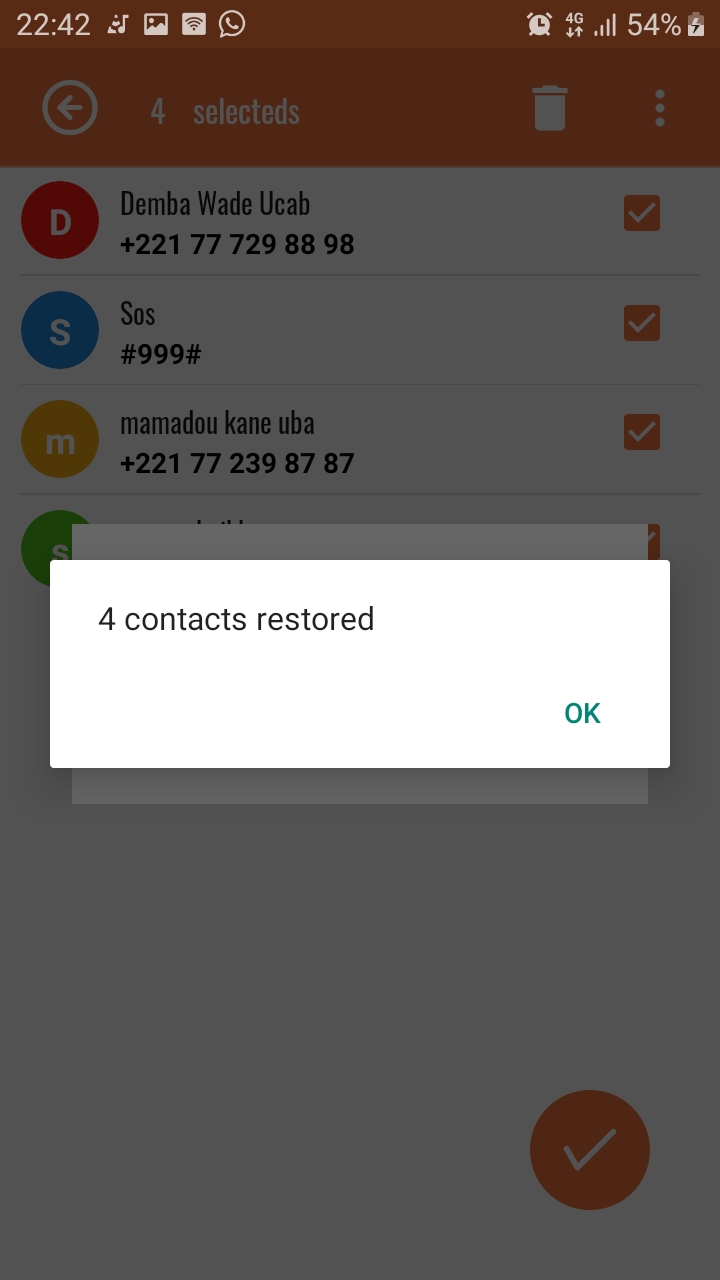 22:42 4G 54%
4 selecteds
D Demba Wade Ucab
+221 77 729 88 98
S Sos
#999#
m mamadou kane uba
+221 77 239 87 87
s
4 contacts restored
OK